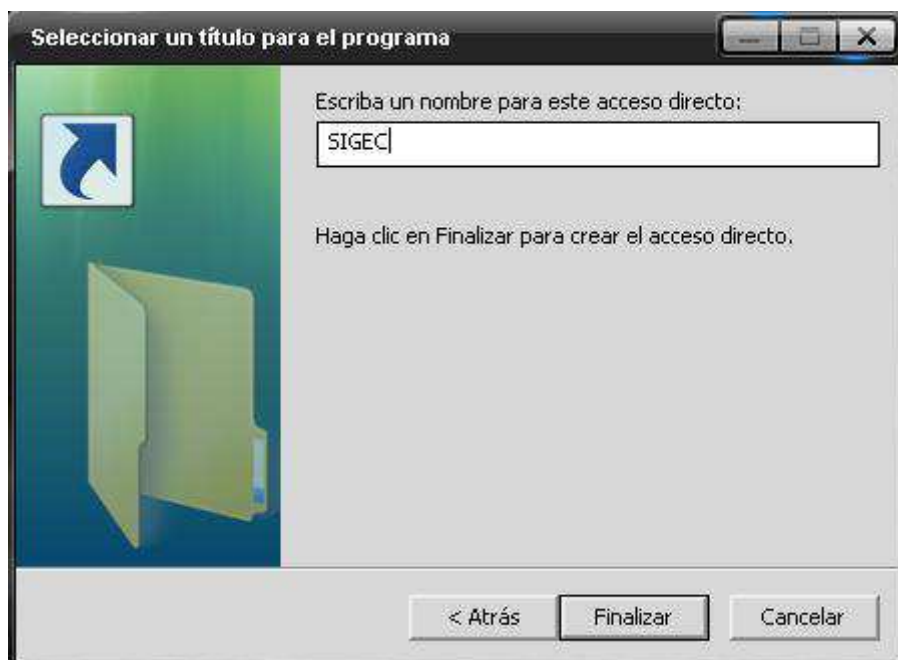 Seleccionar un título para el programa
Escriba un nombre para este acceso directo:
SIGEC
Haga clic en Finalizar para crear el acceso directo.
< Atrás Finalizar Cancelar